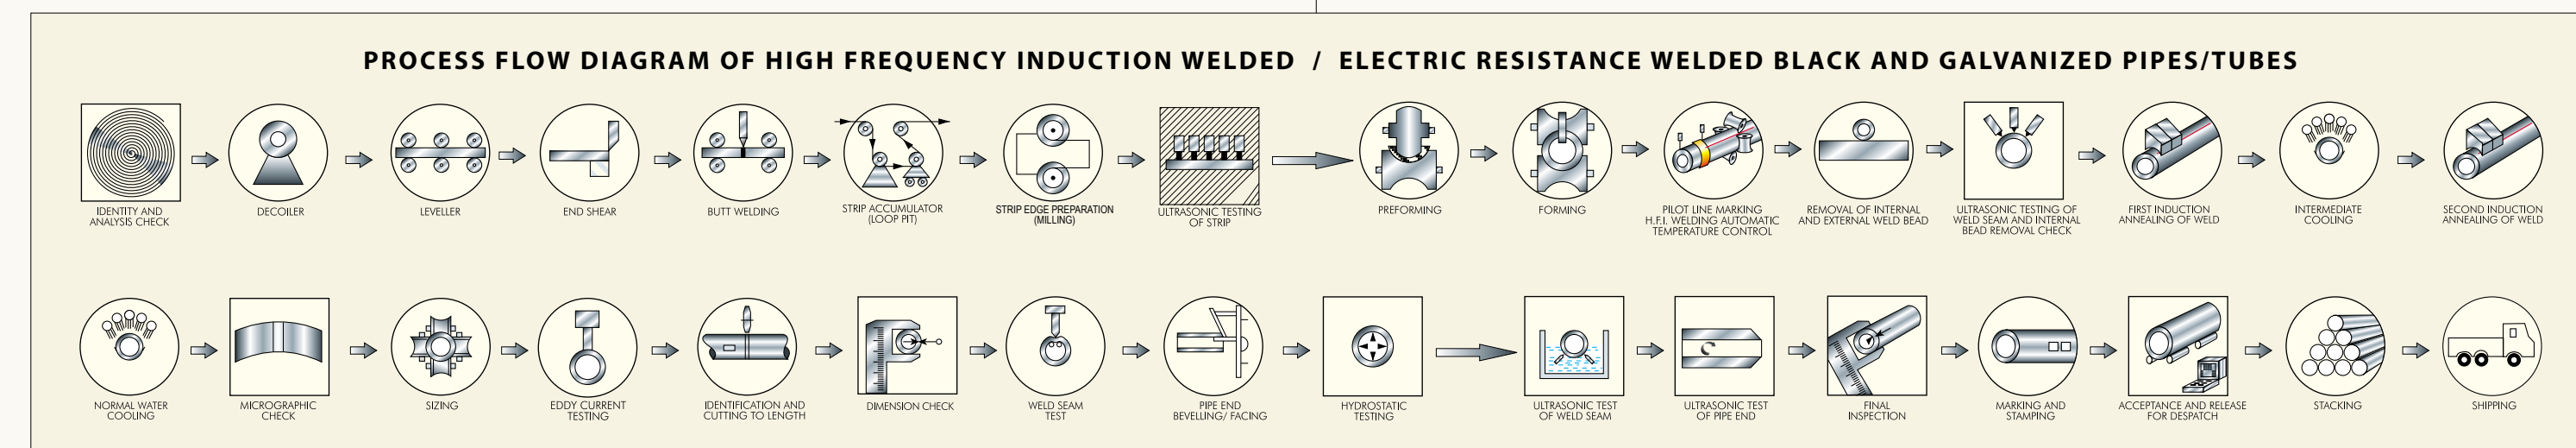 PROCESS FLOW DIAGRAM OF HIGH FREQUENCY INDUCTION WELDED / ELECTRIC RESISTANCE WELDED BLACK AND GALVANIZED PIPES/TUBES
IDENTITY AND
ANALYSIS CHECK
DECOILER
LEVELLER
END SHEAR
BUTT WELDING
STRIP ACCUMULATOR
(LOOP PIT)
STRIP EDGE PREPARATION
(MILLING)
ULTRASONIC TESTING
OF STRIP
PREFORMING
FORMING
PILOT LINE MARKING
H.F.I. WELDING AUTOMATIC
TEMPERATURE CONTROL
REMOVAL OF INTERNAL
AND EXTERNAL WELD BEAD
ULTRASONIC TESTING OF
WELD SEAM AND INTERNAL
BEAD REMOVAL CHECK
FIRST INDUCTION
ANNEALING OF WELD
INTERMEDIATE
COOLING
SECOND INDUCTION
ANNEALING OF WELD
NORMAL WATER
COOLING
MICROGRAPHIC
CHECK
SIZING
EDDY CURRENT
TESTING
IDENTIFICATION AND
CUTTING TO LENGTH
DIMENSION CHECK
WELD SEAM
TEST
PIPE END
BEVELLING/ FACING
HYDROSTATIC
TESTING
ULTRASONIC TEST
OF WELD SEAM
ULTRASONIC TEST
OF PIPE END
FINAL
INSPECTION
MARKING AND
STAMPING
ACCEPTANCE AND RELEASE
FOR DESPATCH
STACKING
SHIPPING